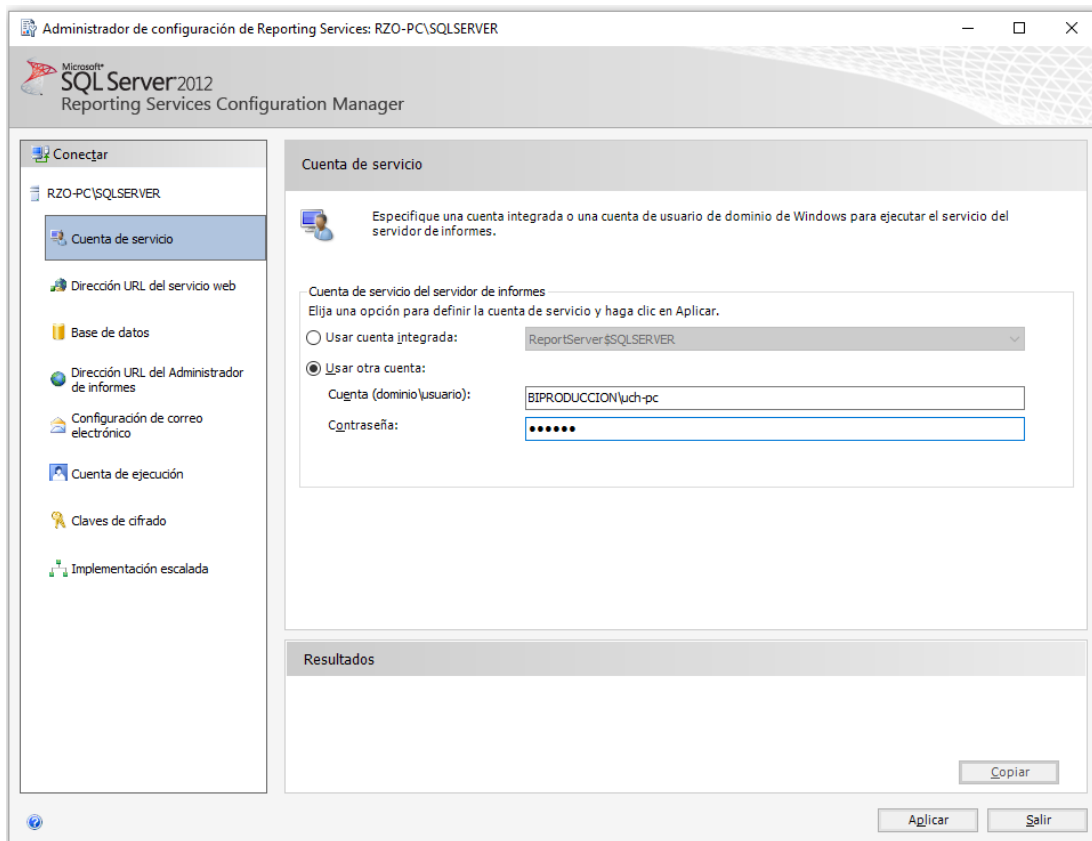 Administrador de configuración de Reporting Services: RZO-PC\SQLSERVER
Microsoft®
SQL Server 2012
Reporting Services Configuration Manager
Conectar
RZO-PC\SQLSERVER
Cuenta de servicio
Dirección URL del servicio web
Base de datos
Dirección URL del Administrador
de informes
Configuración de correo
electrónico
Cuenta de ejecución
Claves de cifrado
Implementación escalada
Cuenta de servicio
Especifique una cuenta integrada o una cuenta de usuario de dominio de Windows para ejecutar el servicio del
servidor de informes.
Cuenta de servicio del servidor de informes
Elija una opción para definir la cuenta de servicio y haga clic en Aplicar.
Usar cuenta integrada:
ReportServer$SQLSERVER
Usar otra cuenta:
Cuenta (dominio\usuario):
BIPRODUCCION\uch-pc
Contraseña:
••••••
Resultados
Copiar
Aplicar
Salir